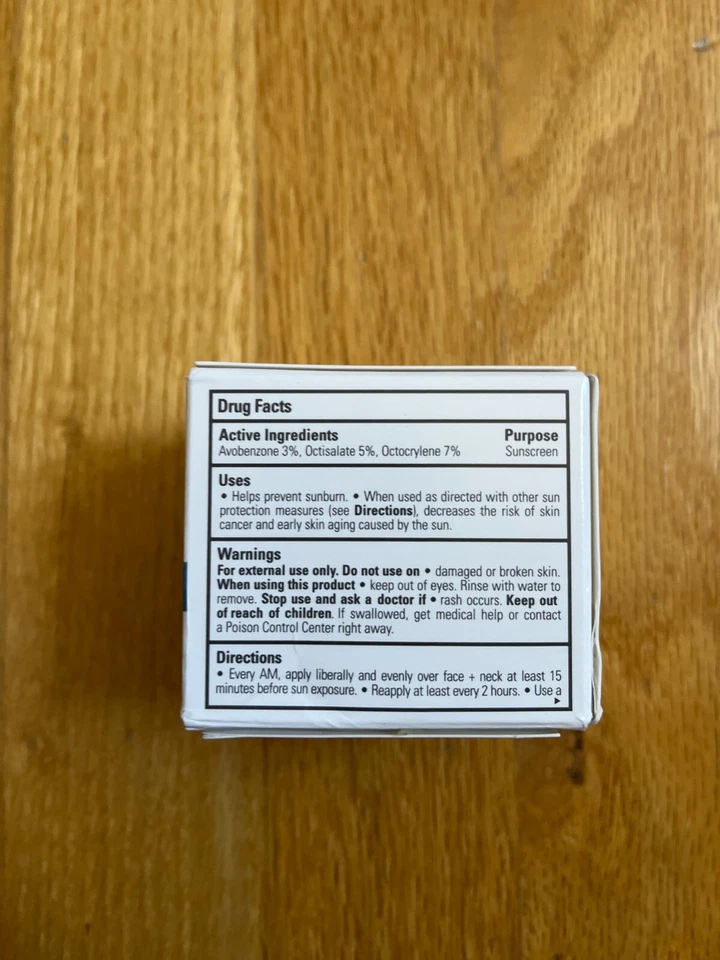 Drug Facts
Active Ingredients Purpose
Avobenzone 3%, Octisalate 5%, Octocrylene 7% Sunscreen
Uses
• Helps prevent sunburn. • When used as directed with other sun
protection measures (see Directions), decreases the risk of skin
cancer and early skin aging caused by the sun.
Warnings
For external use only. Do not use on • damaged or broken skin.
When using this product • keep out of eyes. Rinse with water to
remove. Stop use and ask a doctor if • rash occurs. Keep out
of reach of children. If swallowed, get medical help or contact
a Poison Control Center right away.
Directions
• Every AM, apply liberally and evenly over face + neck at least 15
minutes before sun exposure. • Reapply at least every 2 hours. • Use a